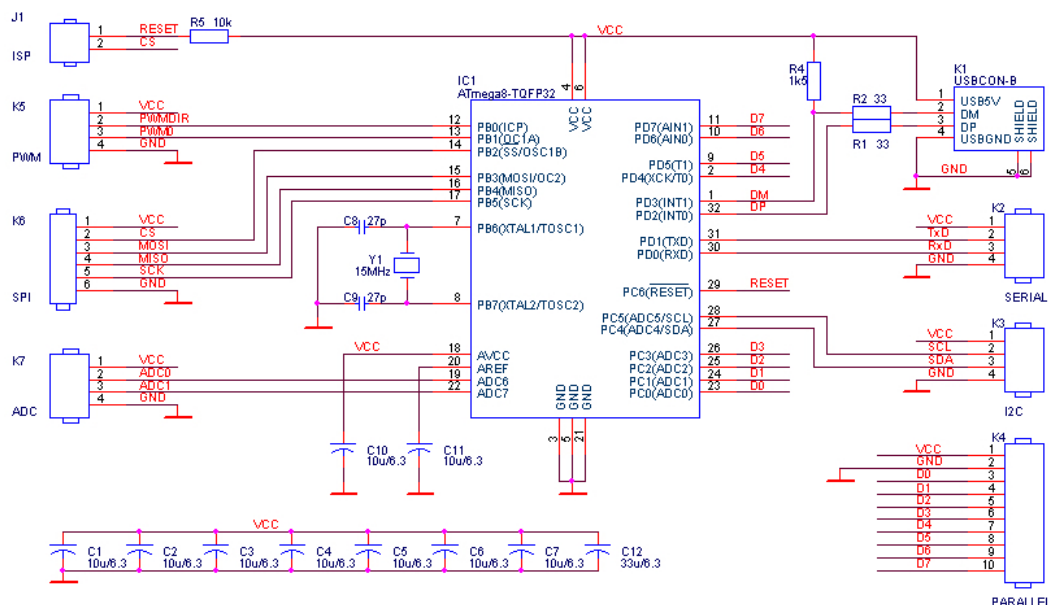 J1
ISP
1 RESET
2 CS
R5 10k
VCC
K5
PWM
1 VCC
2 PWMDIR
3 PWM0
4 GND
K6
SPI
1 VCC
2 CS
3 MOSI
4 MISO
5 SCK
6 GND
K7
ADC
1 VCC
2 ADC0
3 ADC1
4 GND
C8 27p
Y1
15MHz
C9 27p
VCC
IC1
ATmega8-TQFP32
4 VCC
6 VCC
12 PB0(ICP)
13 PB1(OC1A)
14 PB2(SS/OSC1B)
15 PB3(MOSI/OC2)
16 PB4(MISO)
17 PB5(SCK)
7 PB6(XTAL1/TOSC1)
8 PB7(XTAL2/TOSC2)
18 AVCC
20 AREF
19 ADC6
22 ADC7
PD7(AIN1) 11 D7
PD6(AIN0) 10 D6
PD5(T1) 9 D5
PD4(XCK/T0) 2 D4
PD3(INT1) 1 DM
PD2(INT0) 32 DP
PD1(TXD) 31
PD0(RXD) 30
PC6(RESET) 29 RESET
PC5(ADC5/SCL) 28
PC4(ADC4/SDA) 27
PC3(ADC3) 26 D3
PC2(ADC2) 25 D2
PC1(ADC1) 24 D1
PC0(ADC0) 23 D0
GND 3
GND 5
GND 21
C10
10u/6.3
C11
10u/6.3
R4
1k5
R2 33
R1 33
K1
USBCON-B
1 USB5V
2 DM
3 DP
4 USBGND
SHIELD 5
SHIELD 6
GND
K2
VCC 1
TxD 2
RxD 3
GND 4
SERIAL
K3
VCC 1
SCL 2
SDA 3
GND 4
I2C
K4
VCC 1
GND 2
D0 3
D1 4
D2 5
D3 6
D4 7
D5 8
D6 9
D7 10
PARALLEL
VCC
C1
10u/6.3
C2
10u/6.3
C3
10u/6.3
C4
10u/6.3
C5
10u/6.3
C6
10u/6.3
C7
10u/6.3
C12
33u/6.3